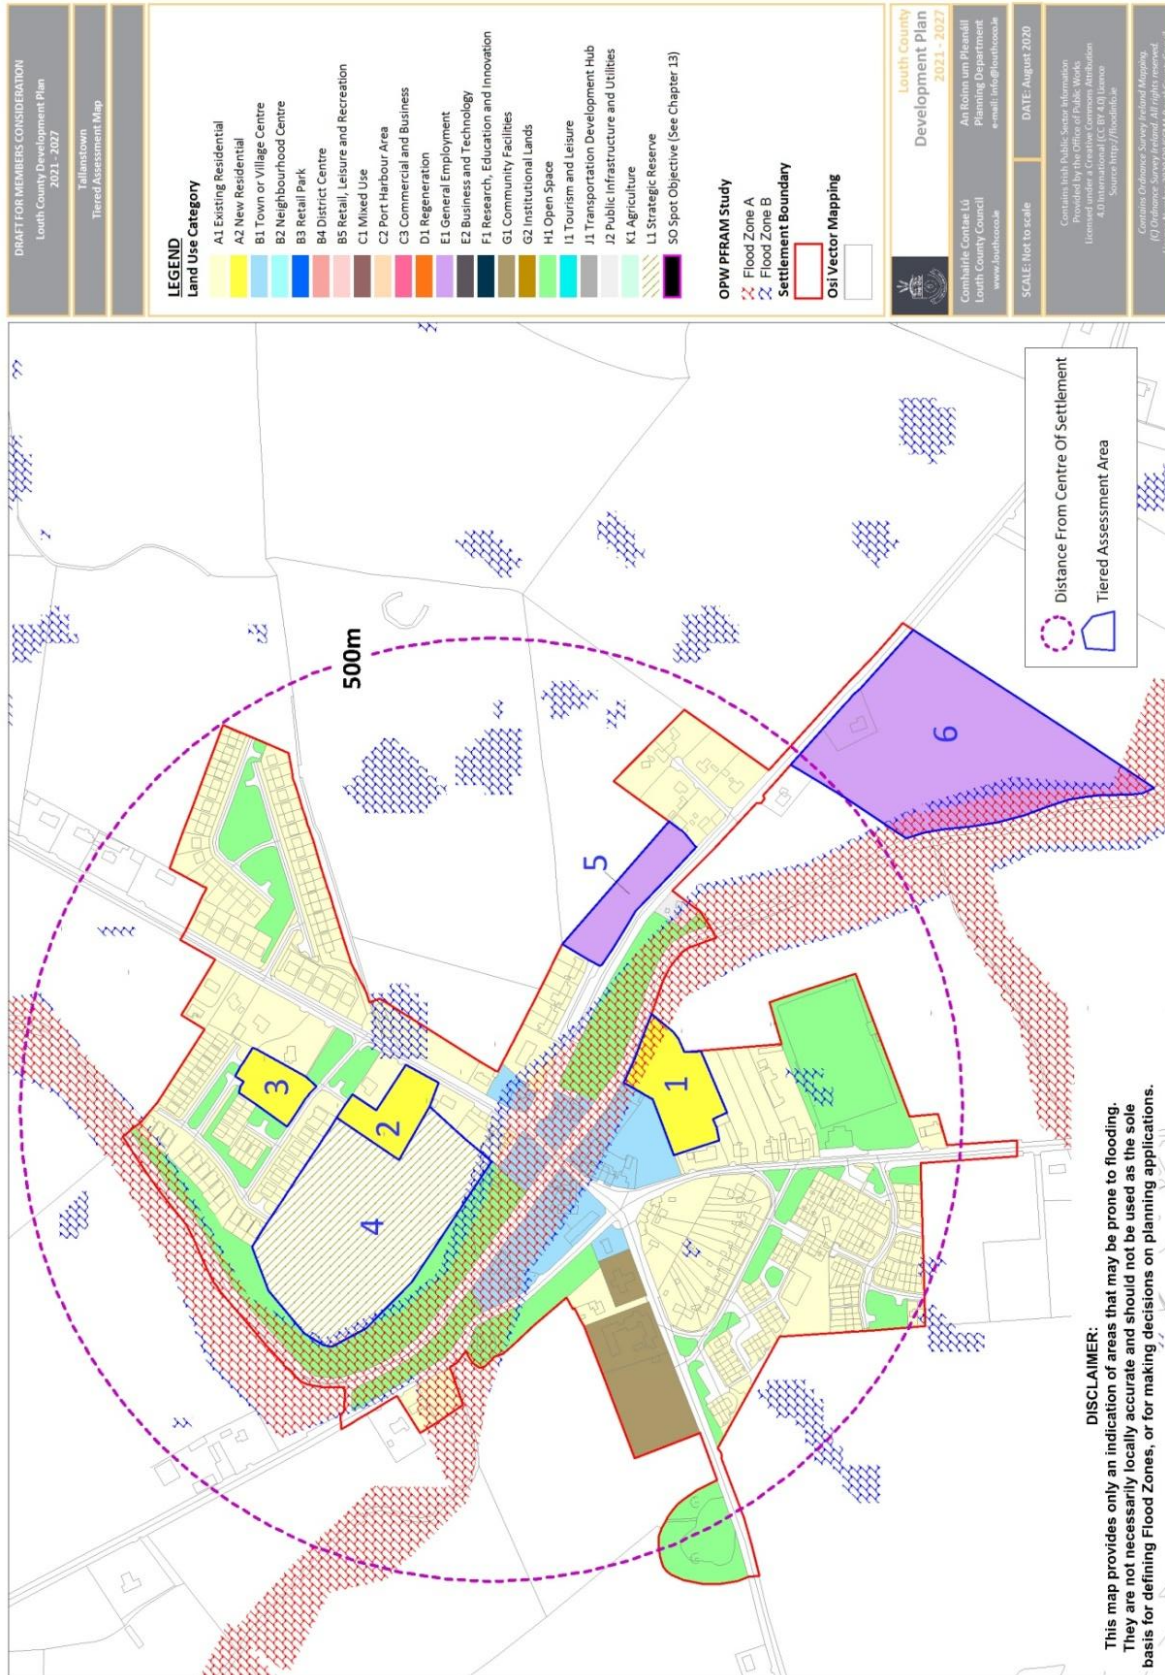 DRAFT FOR MEMBERS CONSIDERATION
Louth County Development Plan
2021 - 2027
Tallanstown
Tiered Assessment Map
LEGEND
Land Use Category
A1 Existing Residential
A2 New Residential
B1 Town or Village Centre
B2 Neighbourhood Centre
B3 Retail Park
B4 District Centre
B5 Retail, Leisure and Recreation
C1 Mixed Use
C2 Port Harbour Area
C3 Commercial and Business
D1 Regeneration
E1 General Employment
E2 Business and Technology
F1 Research, Education and Innovation
G1 Community Facilities
G2 Institutional Lands
H1 Open Space
I1 Tourism and Leisure
J1 Transportation Development Hub
J2 Public Infrastructure and Utilities
K1 Agriculture
L1 Strategic Reserve
SO Spot Objective (See Chapter 13)
OPW PFRAM Study
Flood Zone A
Flood Zone B
Settlement Boundary
Osi Vector Mapping
Louth County
Development Plan
2021 - 2027
Comhairle Contae Lú
Louth County Council
www.louthcoco.ie
An Roinn um Pleanáil
Planning Department
e-mail: info@louthcoco.ie
SCALE: Not to scale
DATE: August 2020
Contains Irish Public Sector Information
Provided by the Office of Public Works
Licensed under a Creative Commons Attribution
4.0 International (CC BY 4.0) Licence
Source http://floodinfo.ie
Contains Ordnance Survey Ireland Mapping.
(C) Ordnance Survey Ireland. All rights reserved.
500m
1
2
3
4
5
6
Distance From Centre Of Settlement
Tiered Assessment Area
DISCLAIMER:
This map provides only an indication of areas that may be prone to flooding.
They are not necessarily locally accurate and should not be used as the sole
basis for defining Flood Zones, or for making decisions on planning applications.